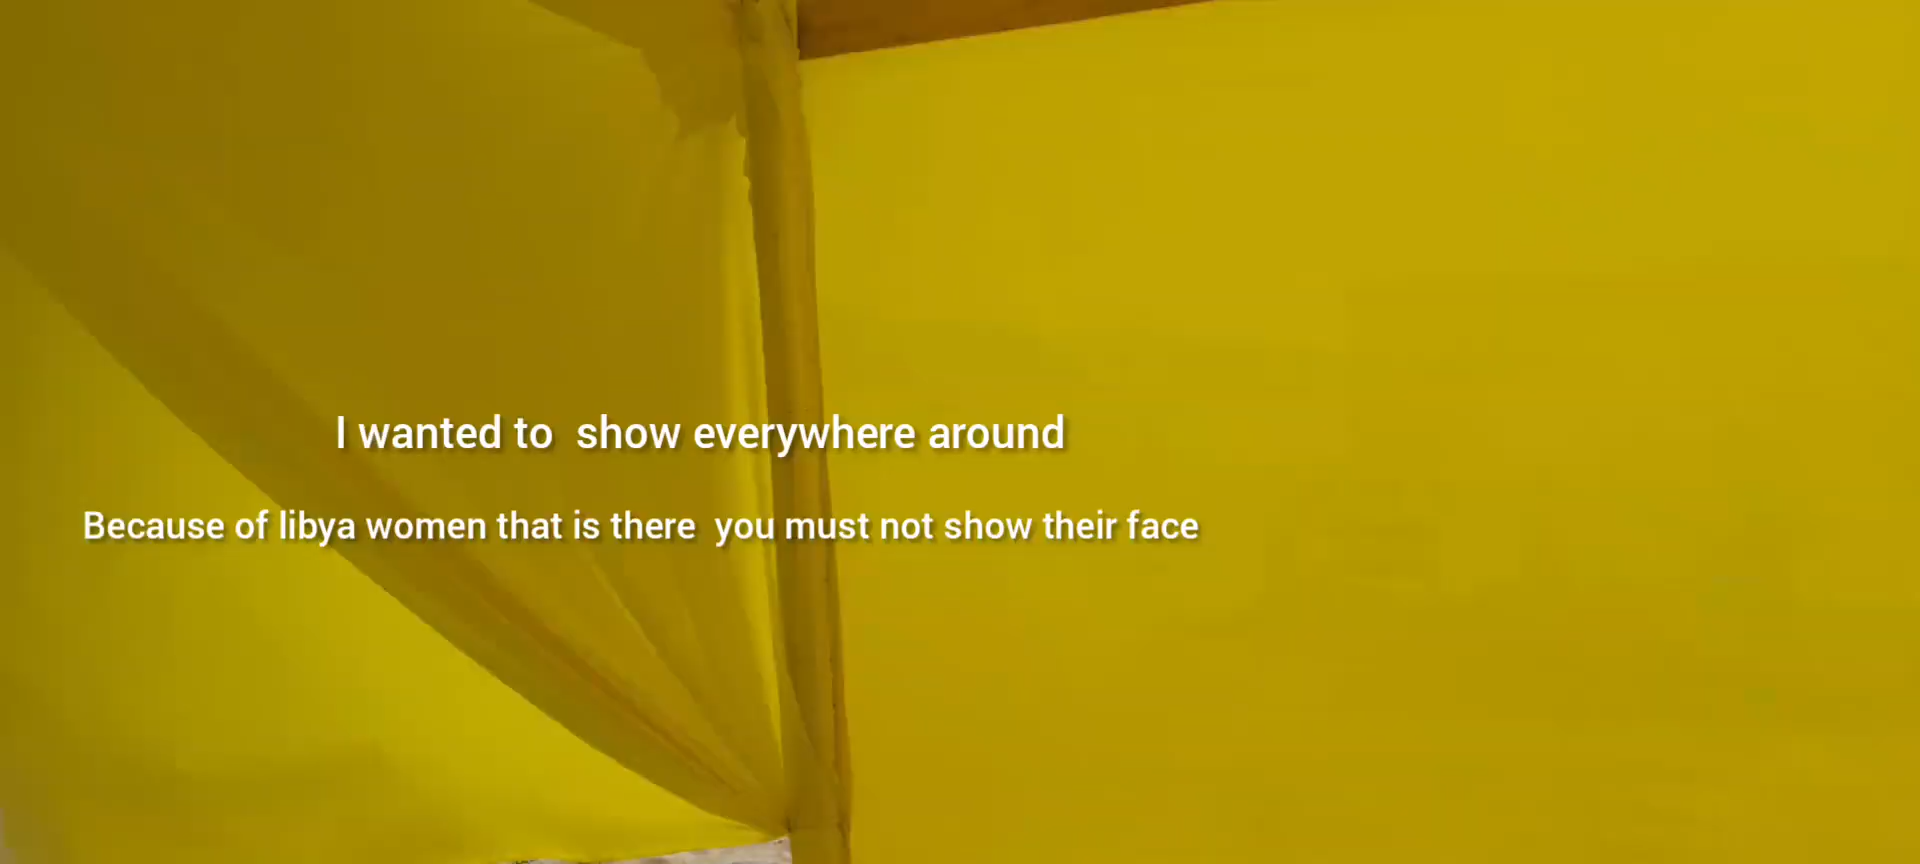 I wanted to  show everywhere around
Because of libya women that is there  you must not show their face